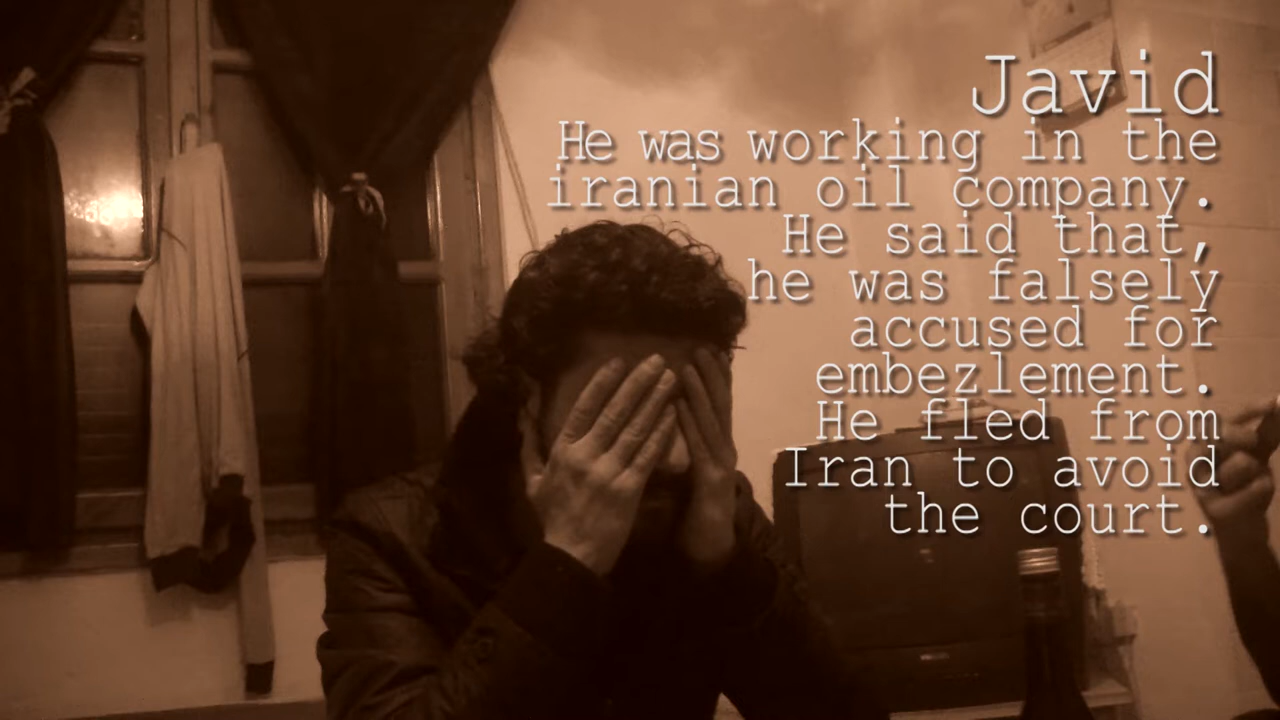 Javid
He was working in the
iranian oil company.
He said that,
he was falsely
accused for
embezlement.
He fled from
Iran to avoid
the court.